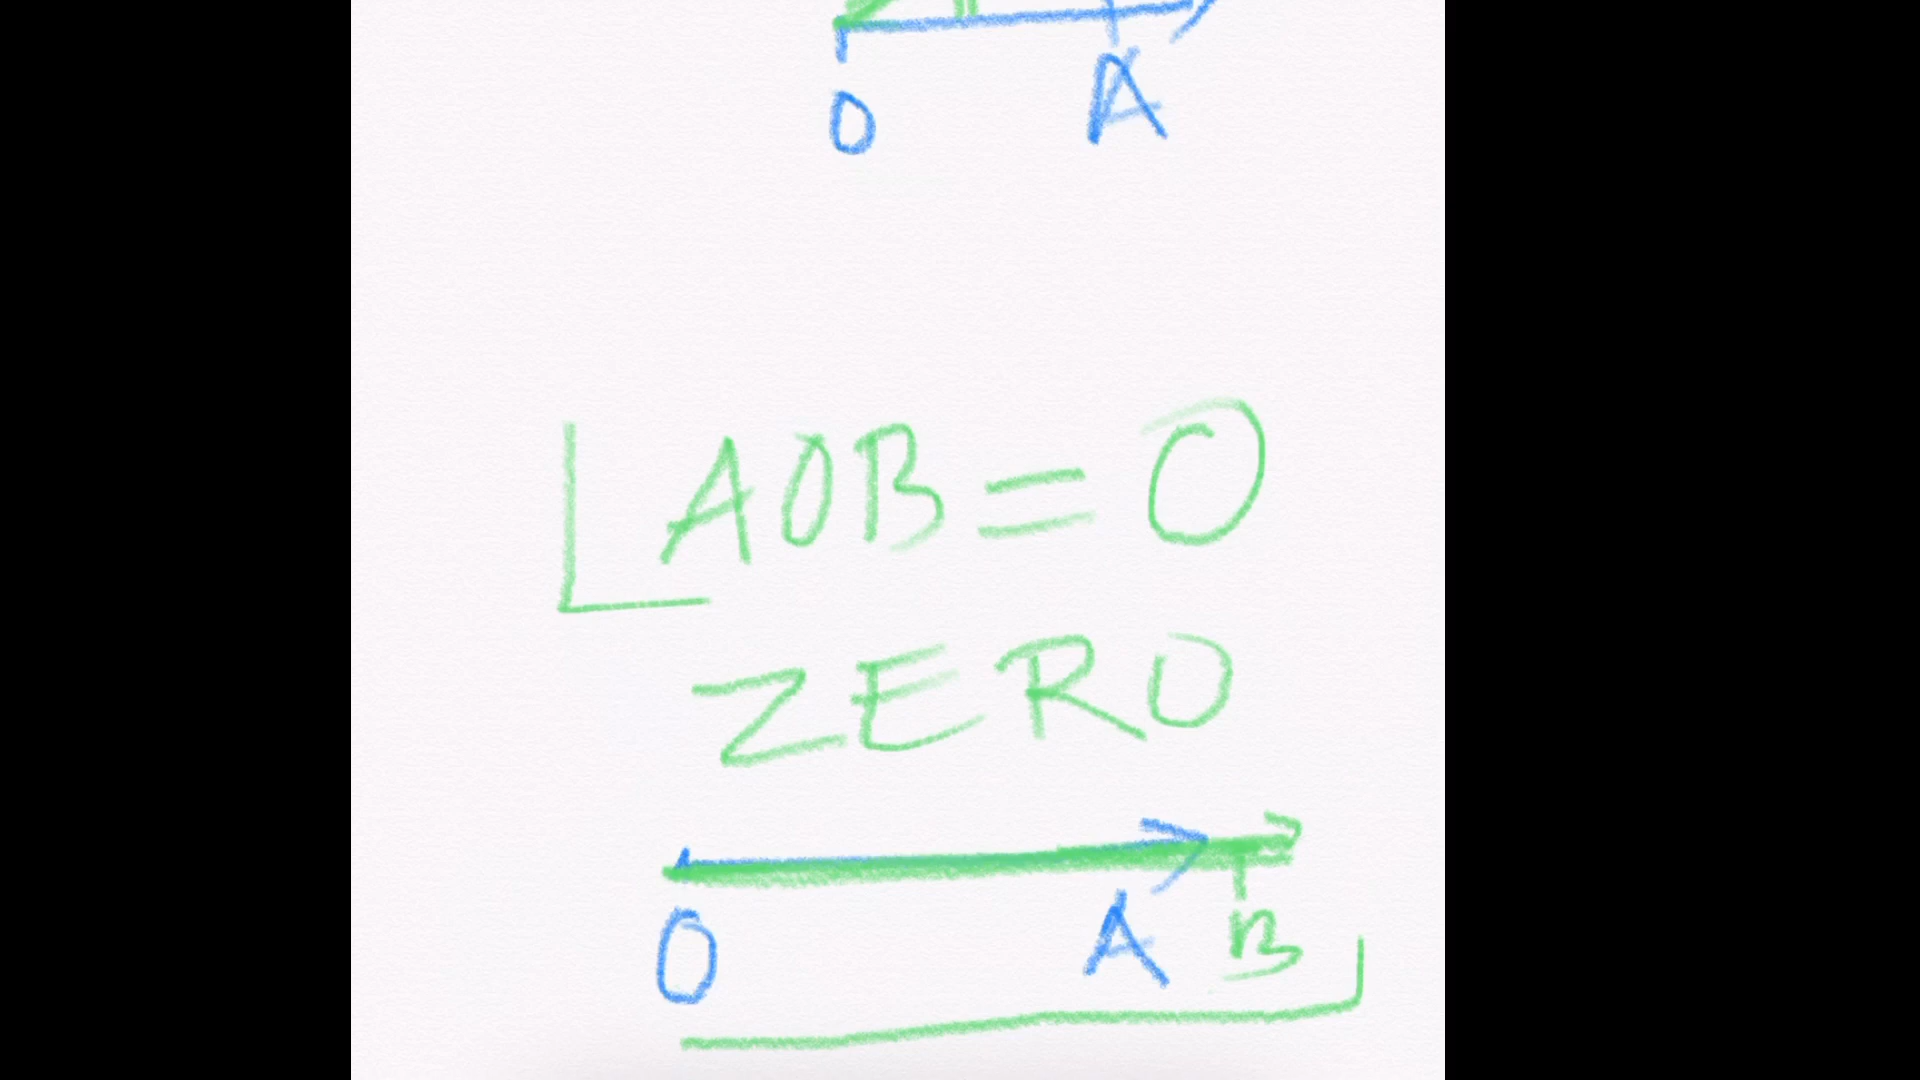 O A
∠AOB = 0
ZERO
O A B